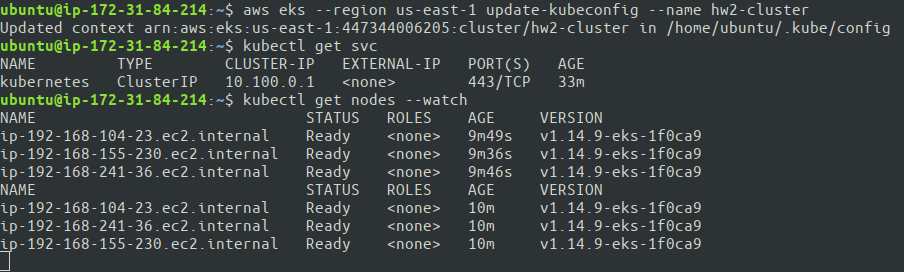 ubuntu@ip-172-31-84-214:~$ aws eks --region us-east-1 update-kubeconfig --name hw2-cluster
Updated context arn:aws:eks:us-east-1:447344006205:cluster/hw2-cluster in /home/ubuntu/.kube/config
ubuntu@ip-172-31-84-214:~$ kubectl get svc
NAME         TYPE        CLUSTER-IP   EXTERNAL-IP   PORT(S)   AGE
kubernetes   ClusterIP   10.100.0.1   <none>        443/TCP   33m
ubuntu@ip-172-31-84-214:~$ kubectl get nodes --watch
NAME                             STATUS   ROLES    AGE     VERSION
ip-192-168-104-23.ec2.internal   Ready    <none>   9m49s   v1.14.9-eks-1f0ca9
ip-192-168-155-230.ec2.internal  Ready    <none>   9m36s   v1.14.9-eks-1f0ca9
ip-192-168-241-36.ec2.internal   Ready    <none>   9m46s   v1.14.9-eks-1f0ca9
NAME                             STATUS   ROLES    AGE     VERSION
ip-192-168-104-23.ec2.internal   Ready    <none>   10m     v1.14.9-eks-1f0ca9
ip-192-168-241-36.ec2.internal   Ready    <none>   10m     v1.14.9-eks-1f0ca9
ip-192-168-155-230.ec2.internal  Ready    <none>   10m     v1.14.9-eks-1f0ca9